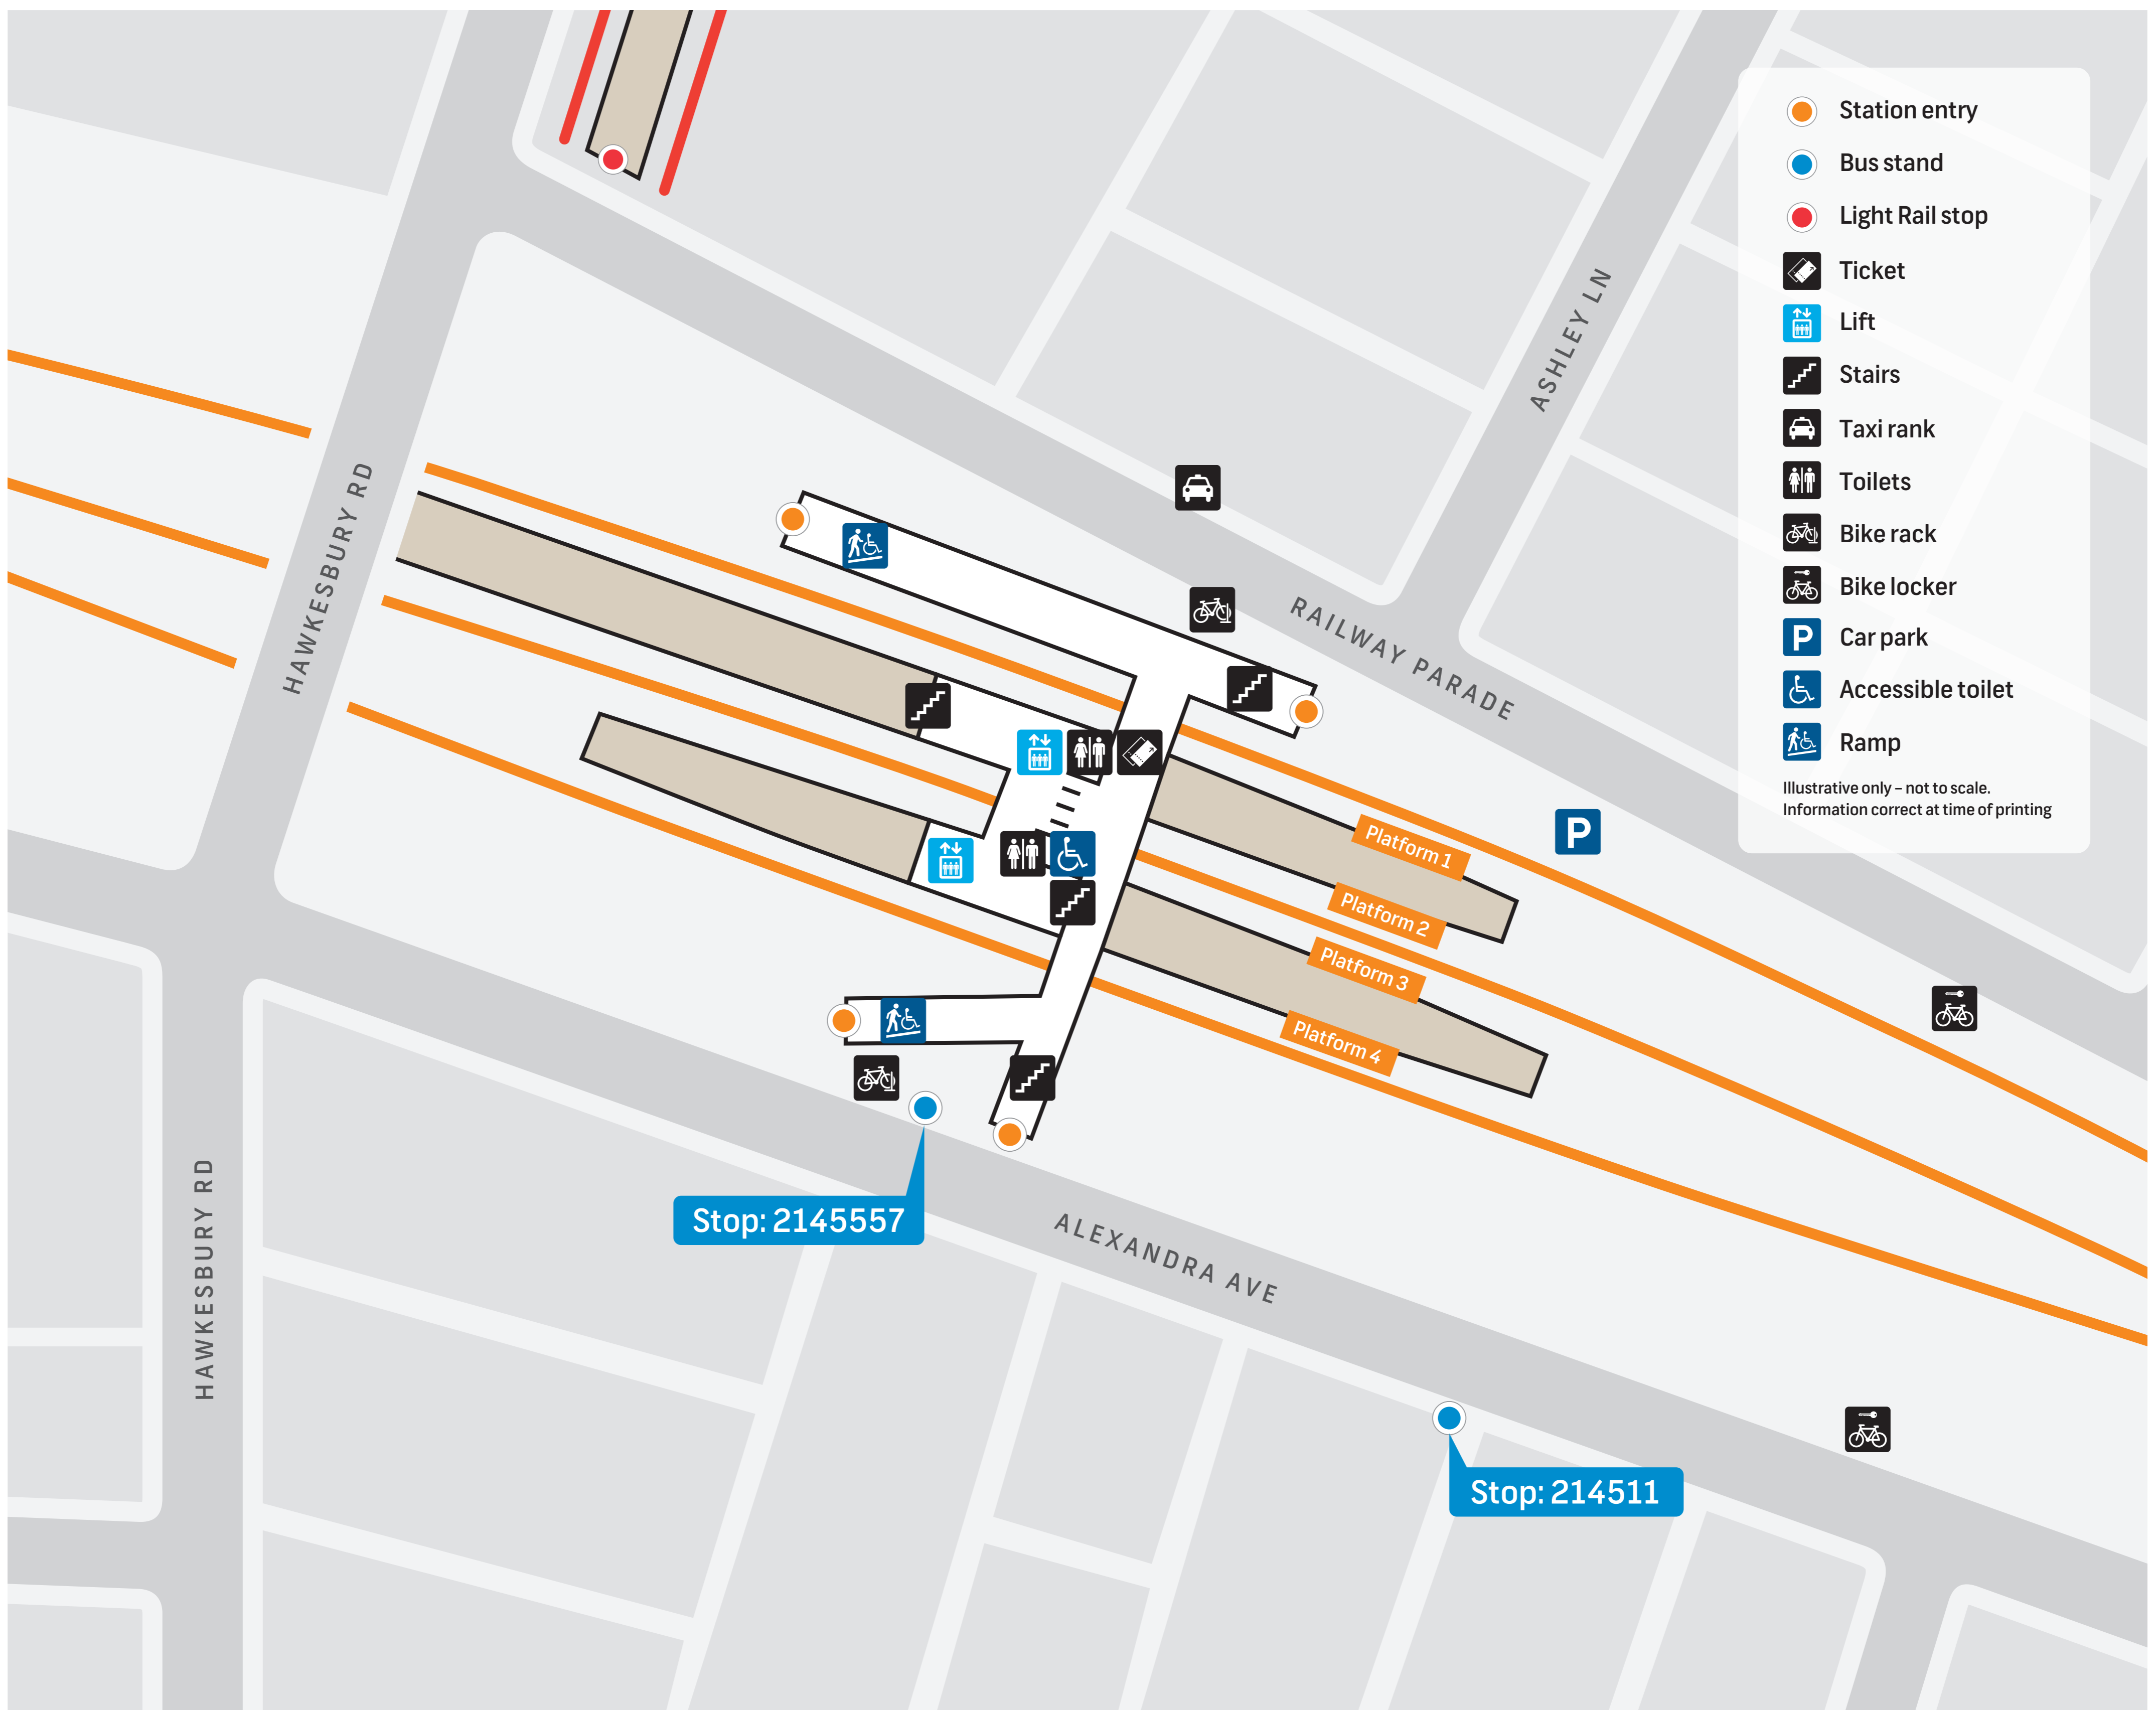 Station entry
Bus stand
Light Rail stop
Ticket
Lift
Stairs
Taxi rank
Toilets
Bike rack
Bike locker
P
Car park
Accessible toilet
Ramp
Illustrative only – not to scale.
Information correct at time of printing
ASHLEY LN
HAWKESBURY RD
RAILWAY PARADE
P
Platform 1
Platform 2
Platform 3
Platform 4
Stop: 2145557
HAWKESBURY RD
ALEXANDRA AVE
Stop: 214511